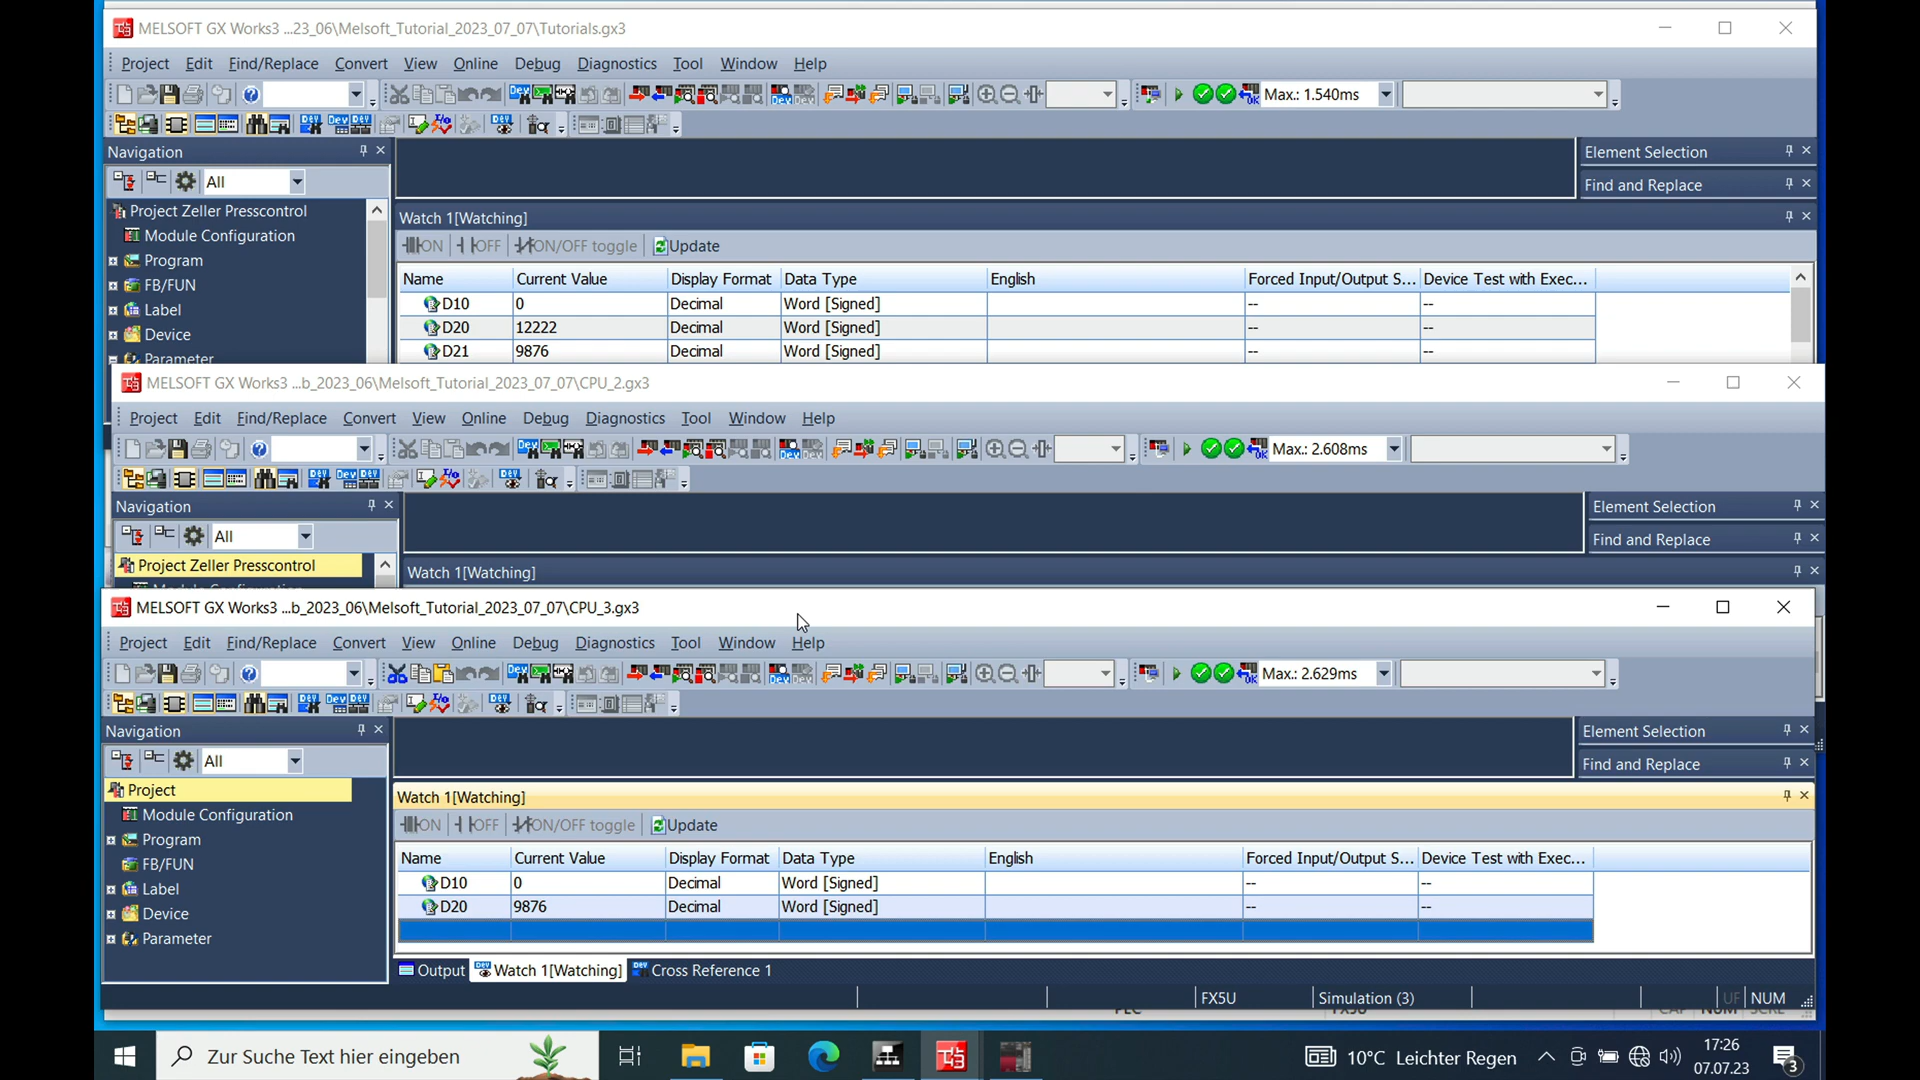 MELSOFT GX Works3 ...23_06\Melsoft_Tutorial_2023_07_07\Tutorials.gx3
Project Edit Find/Replace Convert View Online Debug Diagnostics Tool Window Help
Max.: 1.540ms
Navigation
Element Selection
All
Find and Replace
Project Zeller Presscontrol
Module Configuration
Program
FB/FUN
Label
Device
Parameter
Watch 1[Watching]
ON OFF ON/OFF toggle Update
Name Current Value Display Format Data Type English Forced Input/Output S... Device Test with Exec...
D10 0 Decimal Word [Signed] -- --
D20 12222 Decimal Word [Signed] -- --
D21 9876 Decimal Word [Signed] -- --
MELSOFT GX Works3 ...b_2023_06\Melsoft_Tutorial_2023_07_07\CPU_2.gx3
Project Edit Find/Replace Convert View Online Debug Diagnostics Tool Window Help
Max.: 2.608ms
Navigation
Element Selection
All
Find and Replace
Project Zeller Presscontrol
Watch 1[Watching]
MELSOFT GX Works3 ...b_2023_06\Melsoft_Tutorial_2023_07_07\CPU_3.gx3
Project Edit Find/Replace Convert View Online Debug Diagnostics Tool Window Help
Max.: 2.629ms
Navigation
Element Selection
All
Find and Replace
Project
Module Configuration
Program
FB/FUN
Label
Device
Parameter
Watch 1[Watching]
ON OFF ON/OFF toggle Update
Name Current Value Display Format Data Type English Forced Input/Output S... Device Test with Exec...
D10 0 Decimal Word [Signed] -- --
D20 9876 Decimal Word [Signed] -- --
Output Watch 1[Watching] Cross Reference 1
FX5U Simulation (3) UF NUM
Zur Suche Text hier eingeben
10°C Leichter Regen
17:26
07.07.23
3